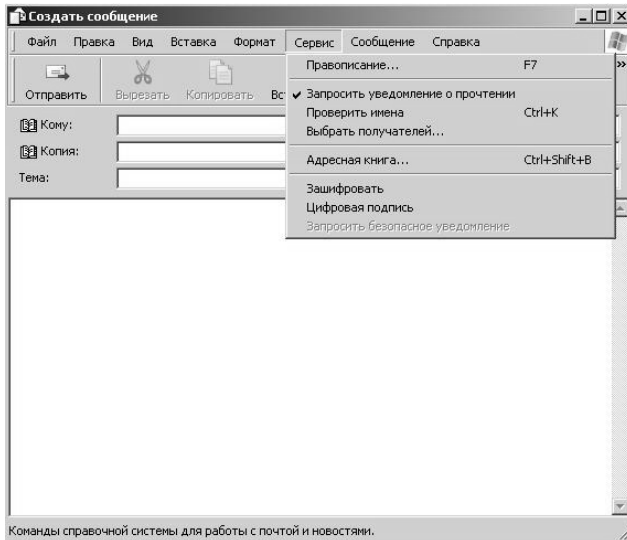 Создать сообщение
Файл Правка Вид Вставка Формат Сервис Сообщение Справка
Отправить Вырезать Копировать Вс
Правописание... F7
Запросить уведомление о прочтении
Проверить имена Ctrl+K
Выбрать получателей...
Адресная книга... Ctrl+Shift+B
Зашифровать
Цифровая подпись
Запросить безопасное уведомление
Кому:
Копия:
Тема:
Команды справочной системы для работы с почтой и новостями.